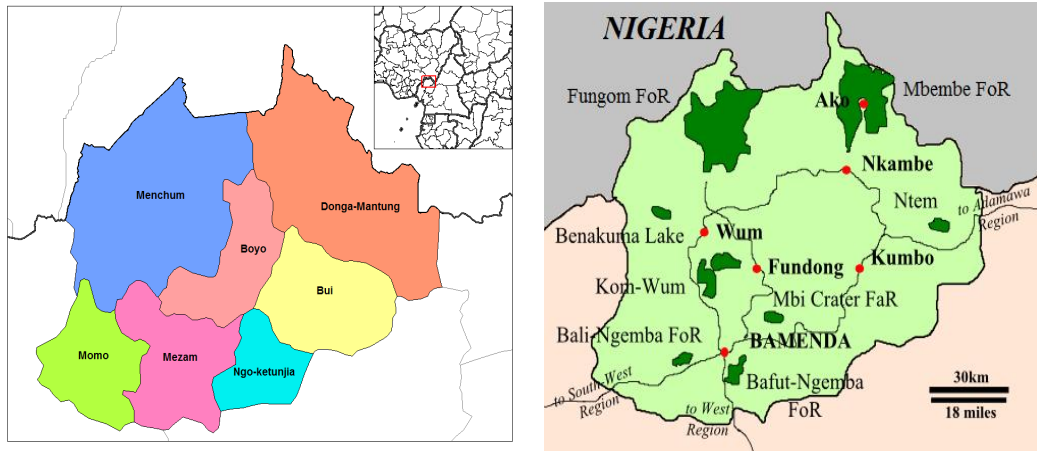 Menchum
Donga-Mantung
Boyo
Bui
Momo
Mezam
Ngo-ketunjia
NIGERIA
Fungom FoR
Ako
Mbembe FoR
Nkambe
Ntem
to Adamawa
Region
Benakuma Lake
Wum
Kom-Wum
Fundong
Kumbo
Mbi Crater FaR
Bali-Ngemba FoR
BAMENDA
Bafut-Ngemba
FoR
to South-West
Region
to West
Region
30km
18 miles